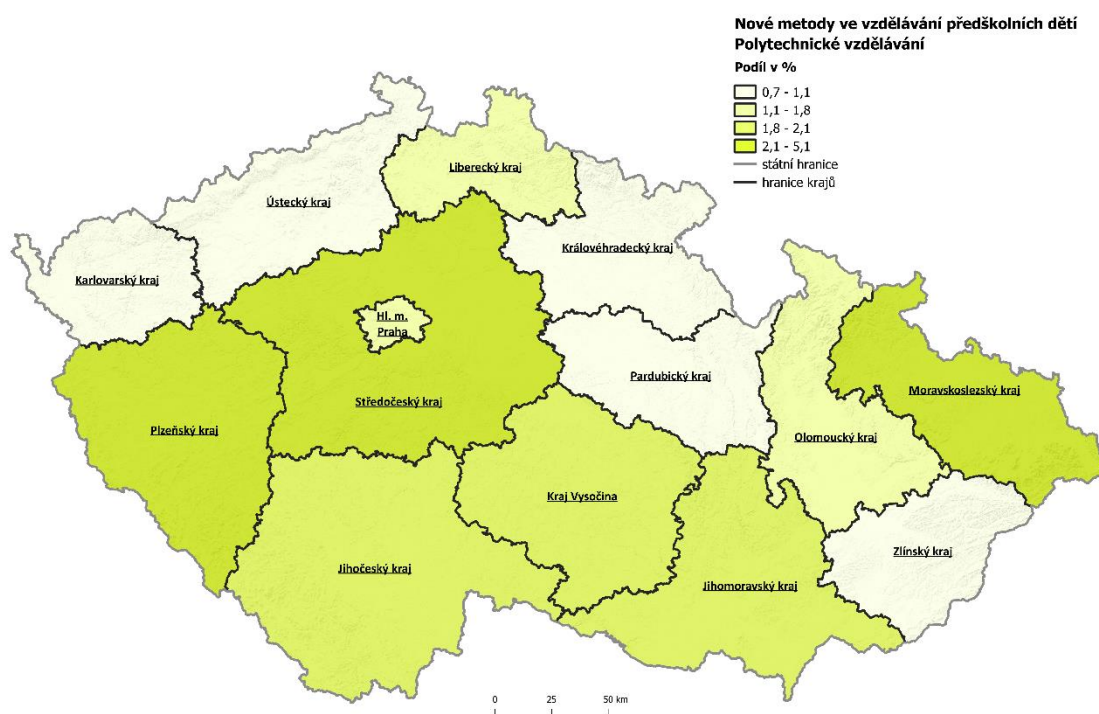 Nové metody ve vzdělávání předškolních dětí
Polytechnické vzdělávání
Podíl v %
0,7 - 1,1
1,1 - 1,8
1,8 - 2,1
2,1 - 5,1
státní hranice
hranice krajů
Liberecký kraj
Ústecký kraj
Královéhradecký kraj
Karlovarský kraj
Hl. m.
Praha
Pardubický kraj
Moravskoslezský kraj
Středočeský kraj
Plzeňský kraj
Olomoucký kraj
Kraj Vysočina
Zlínský kraj
Jihočeský kraj
Jihomoravský kraj
0 25 50 km